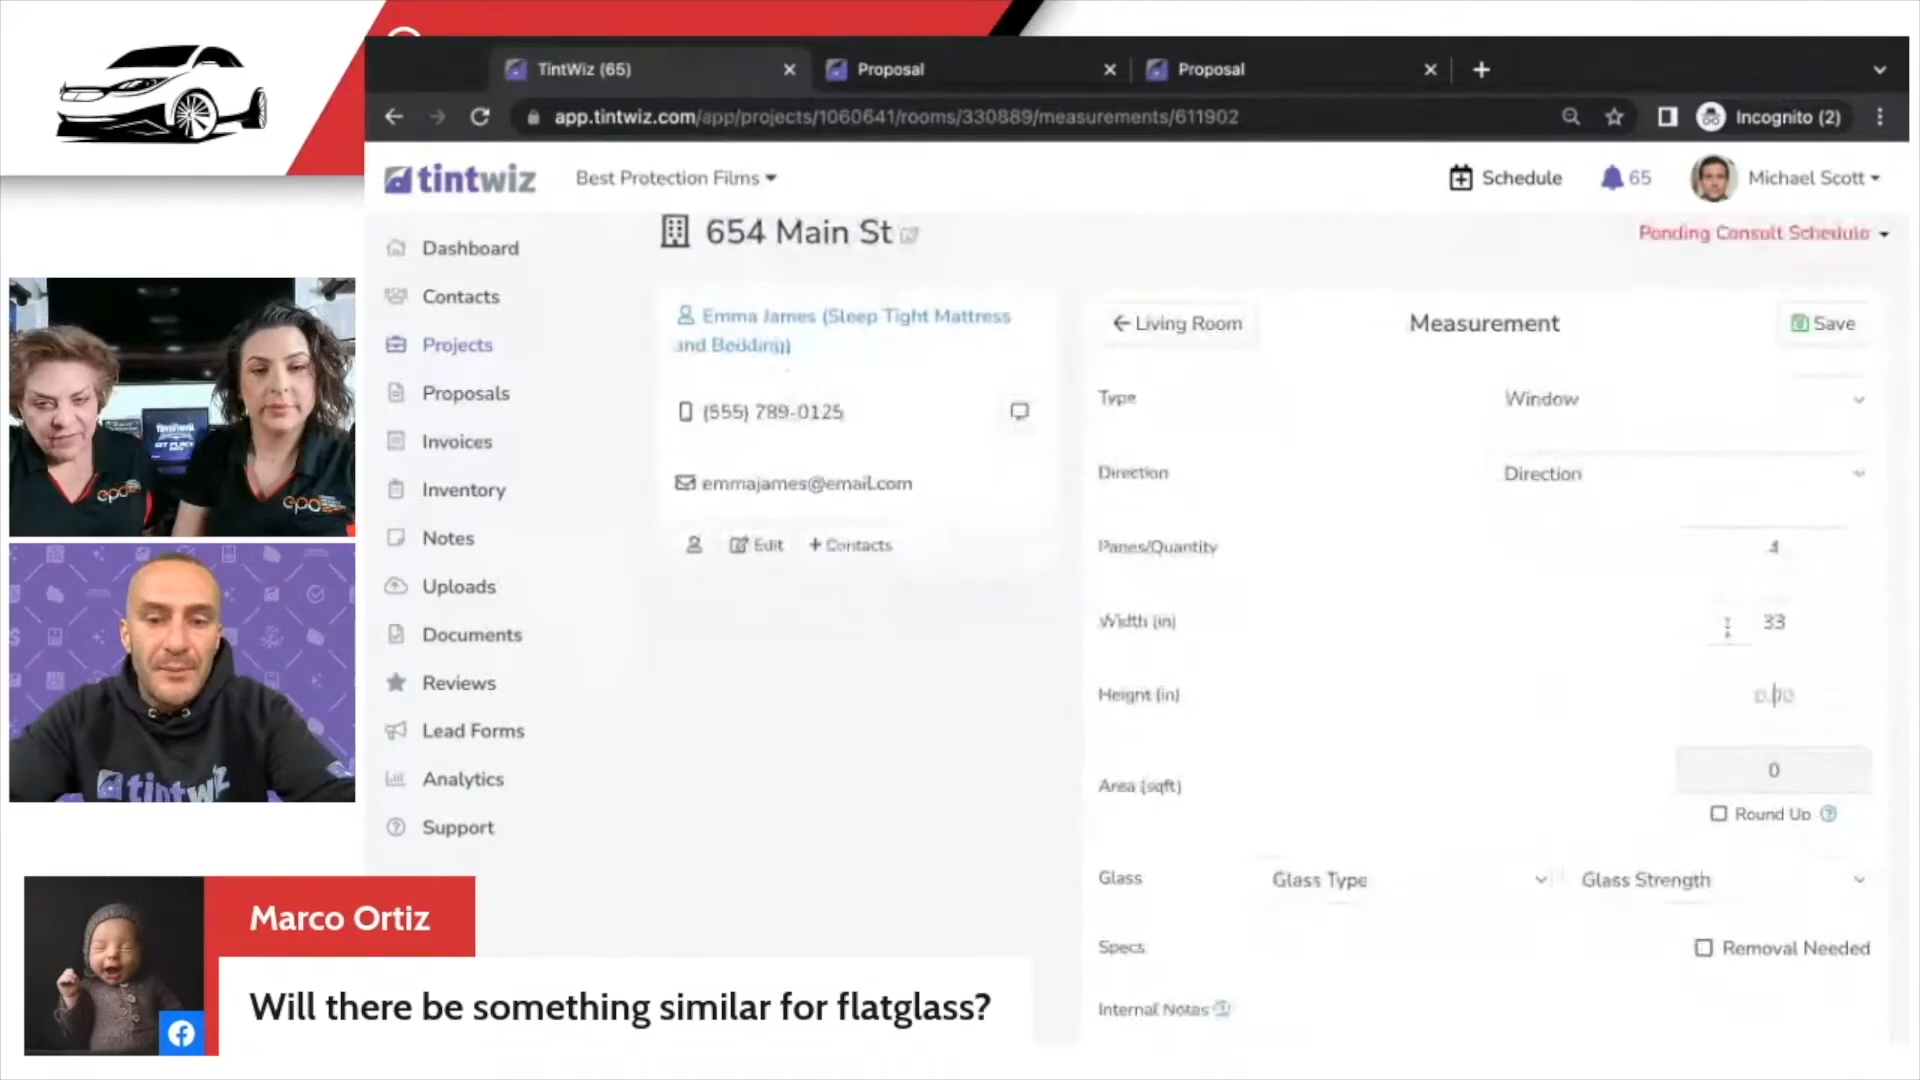 TintWiz (65)
Proposal
Proposal
app.tintwiz.com/app/projects/1060641/rooms/330889/measurements/611902
Incognito (2)
tintwiz
Best Protection Films
Schedule
65
Michael Scott
654 Main St
Pending Consult Schedule
Dashboard
Contacts
Projects
Proposals
Invoices
Inventory
Notes
Uploads
Documents
Reviews
Lead Forms
Analytics
Support
Emma James (Sleep Tight Mattress
and Bedding)
(555) 789-0125
emmajames@email.com
Edit
+ Contacts
← Living Room
Measurement
Save
Type
Window
Direction
Direction
Panes/Quantity
4
Width (in)
33
Height (in)
0.00
Area (sqft)
0
Round Up
Glass
Glass Type
Glass Strength
Specs
Removal Needed
Internal Notes
epd
epd
tintwiz
Marco Ortiz
Will there be something similar for flatglass?